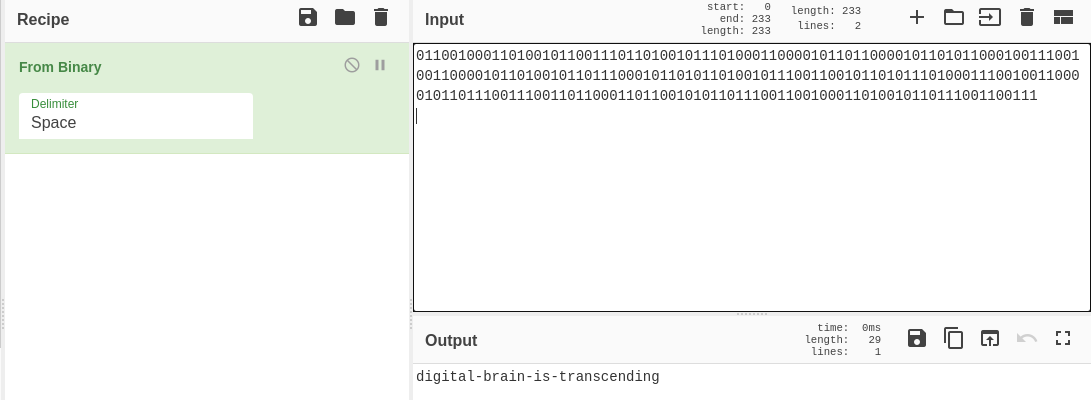 Recipe
Input
start: 0
end: 233
length: 233
length: 233
lines: 2
From Binary
Delimiter
Space
0110010001101001011001110110100101110100011000010110110000101101011000100111001
0011000010110100101101110001011010110100101110011001011010111010001110010011000
01011011100111001101100011011001010110111001100100011010010110111001100111
Output
time: 0ms
length: 29
lines: 1
digital-brain-is-transcending